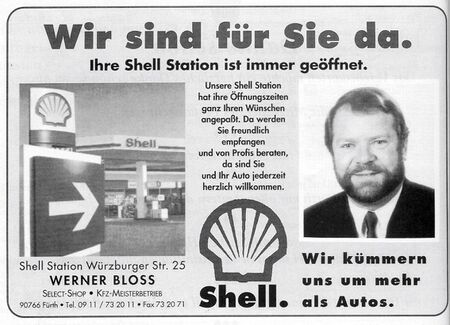 Wir sind für Sie da.
Ihre Shell Station ist immer geöffnet.
Unsere Shell Station
hat ihre Öffnungszeiten
ganz Ihren Wünschen
angepaßt. Da werden
Sie freundlich
empfangen
und von Profis beraten,
da sind Sie
und Ihr Auto jederzeit
herzlich willkommen.
Shell
Shell Station Würzburger Str. 25
WERNER BLOSS
SELECT-SHOP • KFZ-MEISTERBETRIEB
90766 Fürth • Tel. 09 11 / 73 20 11 • Fax 73 20 71
Shell.
Wir kümmern
uns um mehr
als Autos.